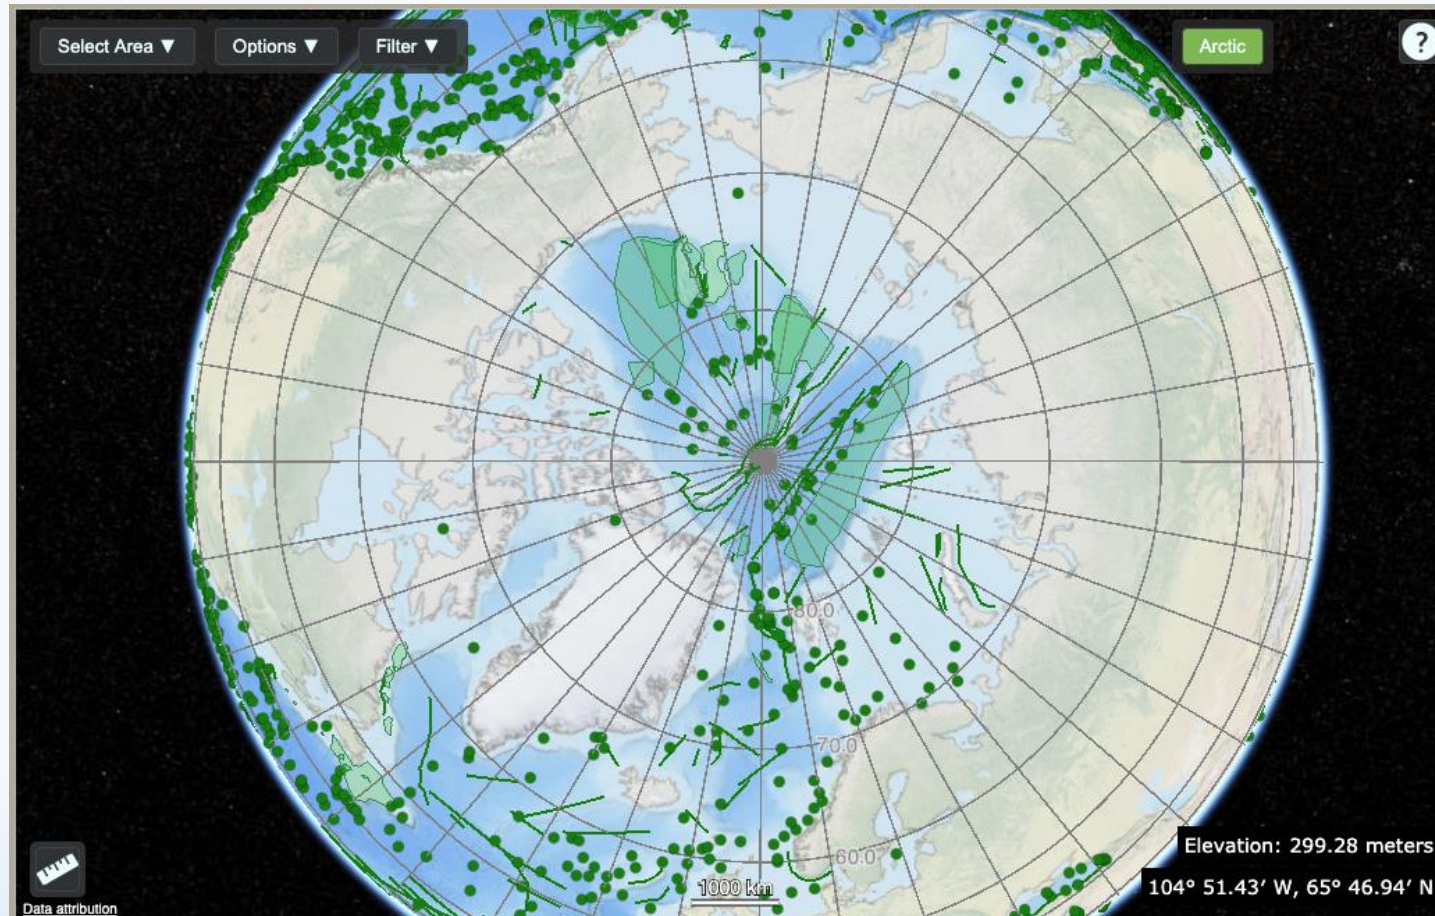 Select Area ▼
Options ▼
Filter ▼
Arctic
?
80.0
70.0
60.0
1000 km
Elevation: 299.28 meters
104° 51.43′ W, 65° 46.94′ N
Data attribution